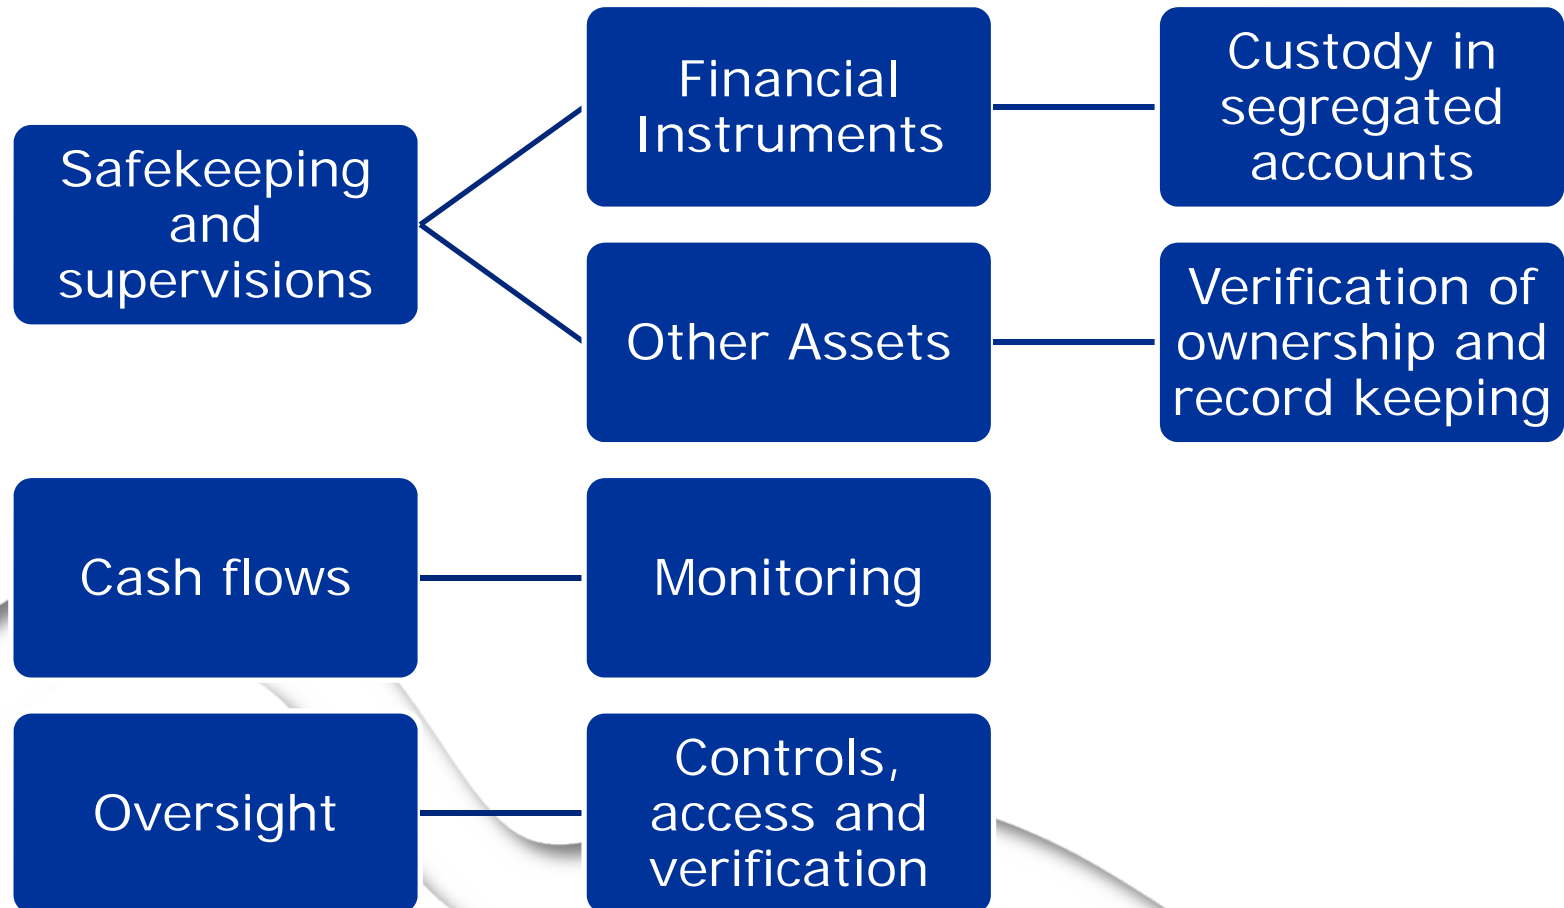 Safekeeping
and
supervisions
Financial
Instruments
Custody in
segregated
accounts
Other Assets
Verification of
ownership and
record keeping
Cash flows
Monitoring
Oversight
Controls,
access and
verification